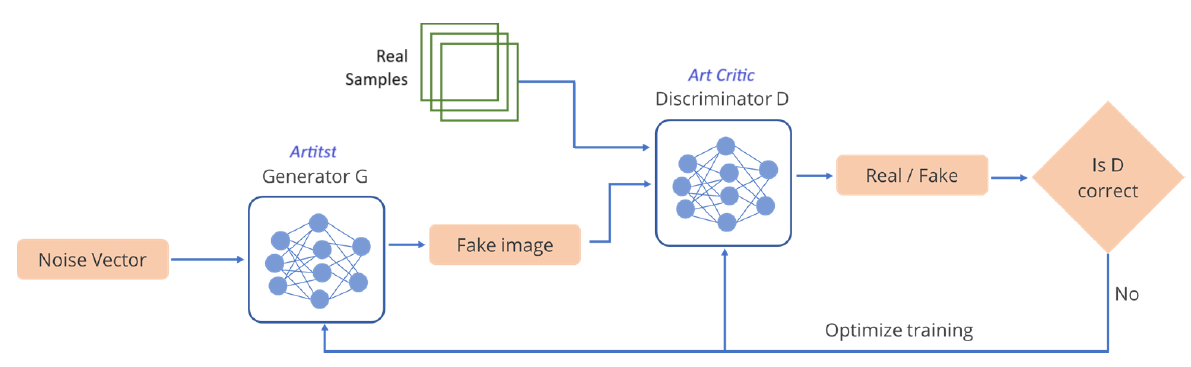 Real
Samples
Art Critic
Discriminator D
Artitst
Generator G
Noise Vector
Fake image
Real / Fake
Is D
correct
No
Optimize training